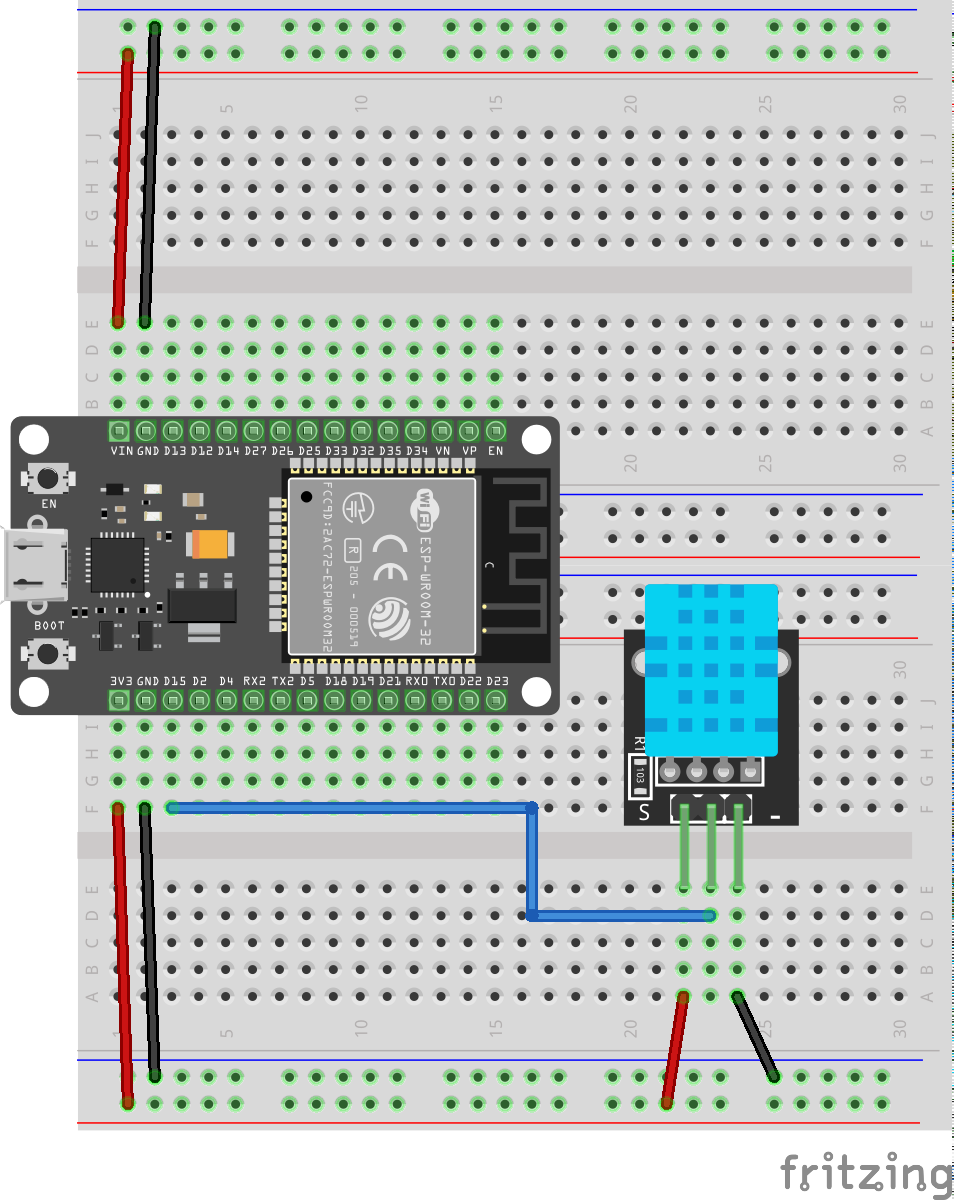 1 5 10 15 20 25 30
J J
I I
H H
G G
F F
E E
D D
C C
B B
A
VIN GND D13 D12 D14 D27 D26 D25 D33 D32 D35 D34 VN VP EN
20 25 30
EN
FCC9D:2AC72-ESPWROOM32
R
205 - 000519
CE
WiFi
ESP-WROOM-32
C
BOOT
3V3 GND D15 D2 D4 RX2 TX2 D5 D18 D19 D21 RX0 TX0 D22 D23
30
J
I I
H H
G G
F F
R1
103
S -
E E
D D
C C
B B
A A
1 5 10 15 20 25 30
fritzing